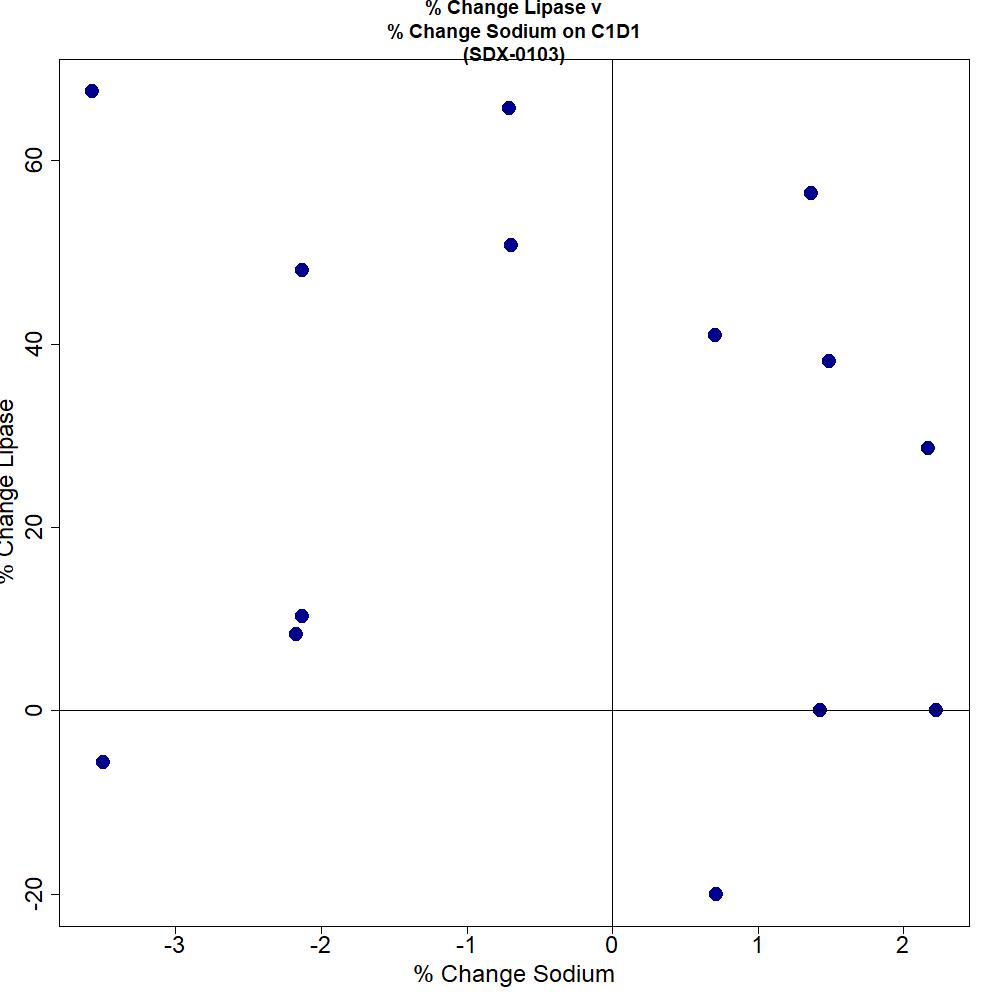 % Change Lipase v
% Change Sodium on C1D1
(SDX-0103)
60
40
20
0
-20
% Change Lipase
-3
-2
-1
0
1
2
% Change Sodium